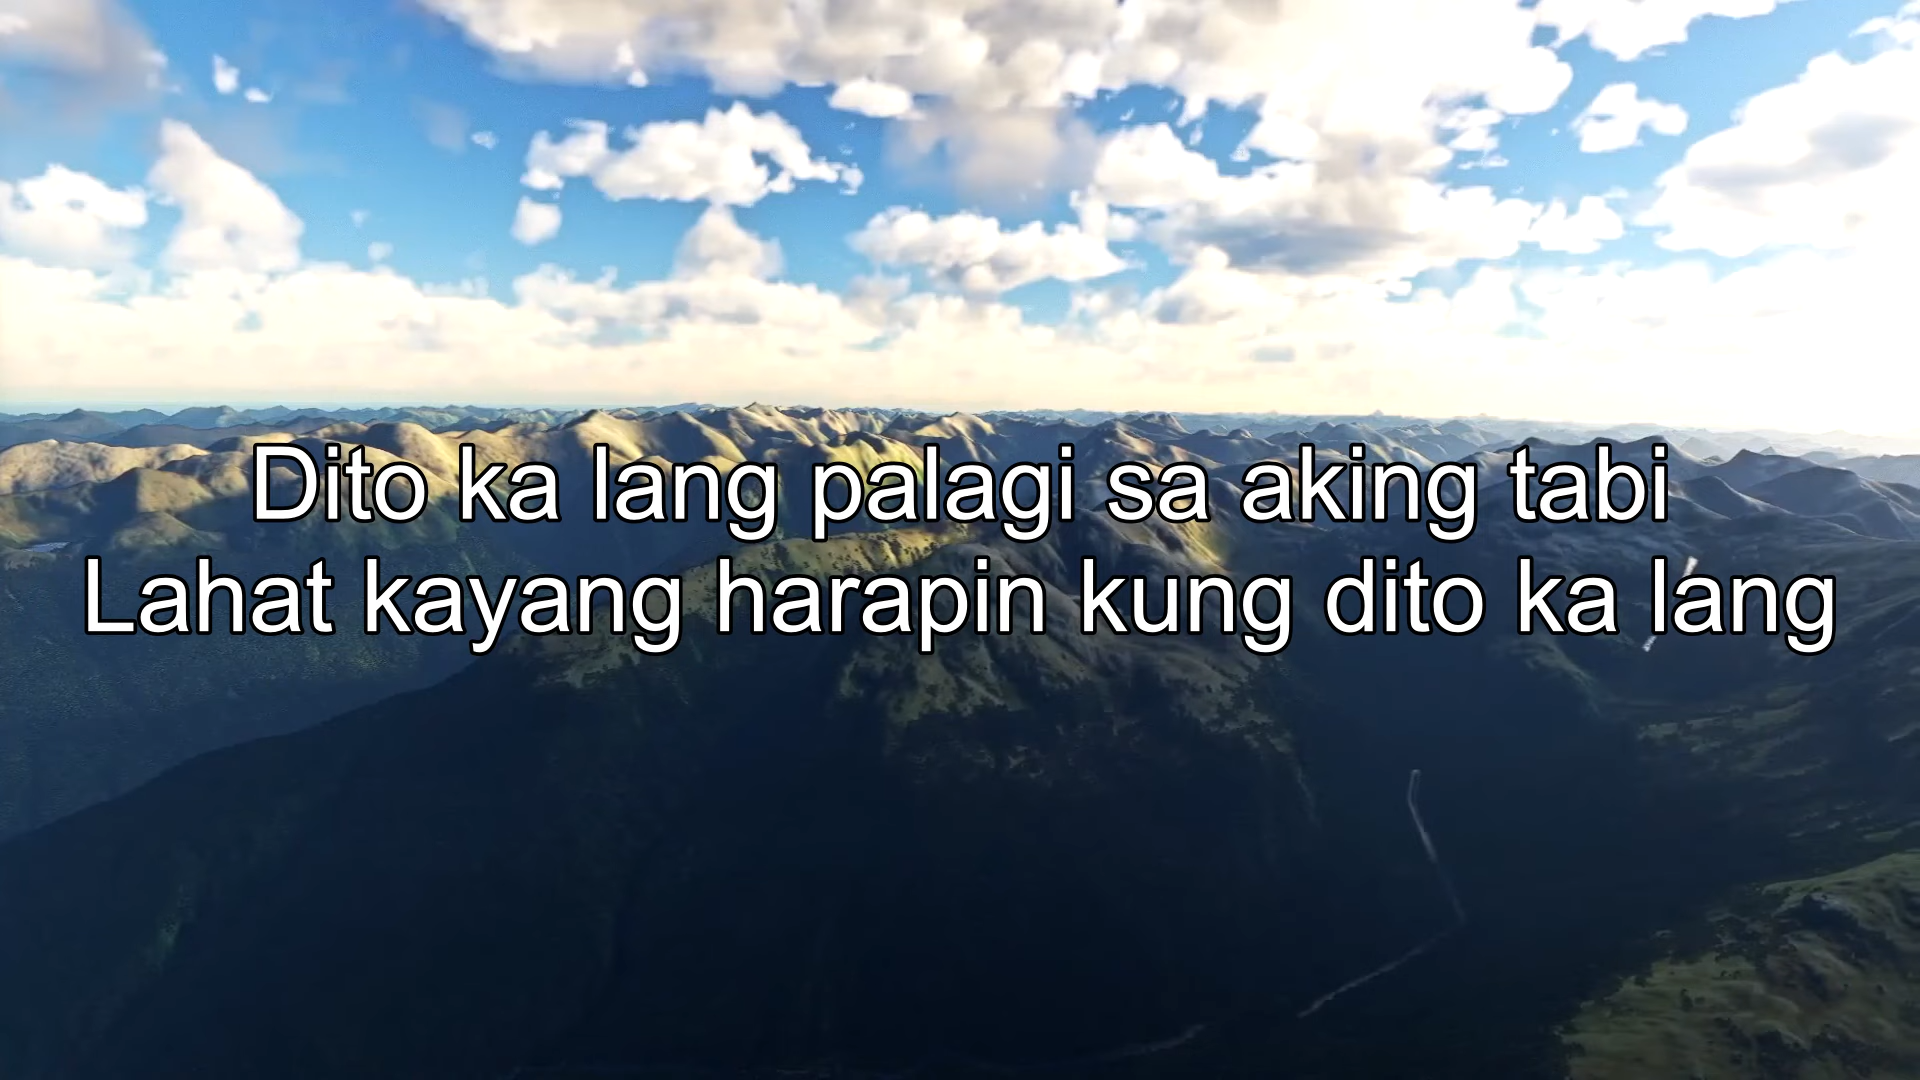 Dito ka lang palagi sa aking tabi
Lahat kayang harapin kung dito ka lang